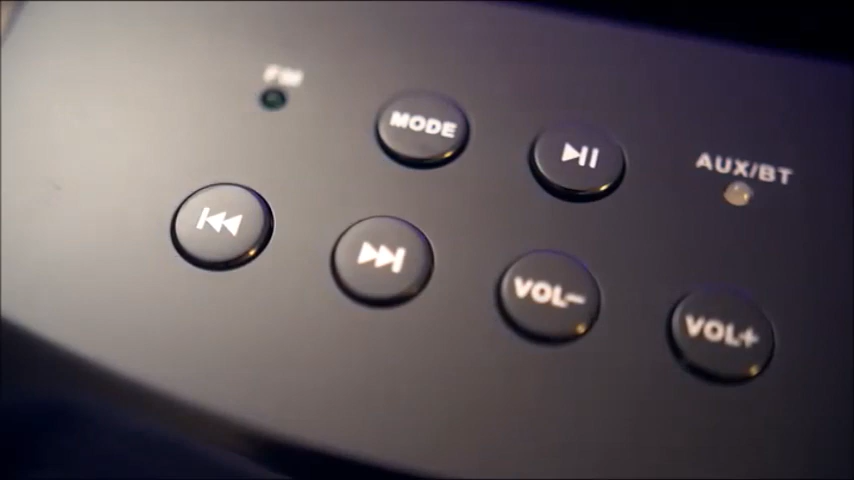 FM
MODE
AUX/BT
VOL-
VOL+